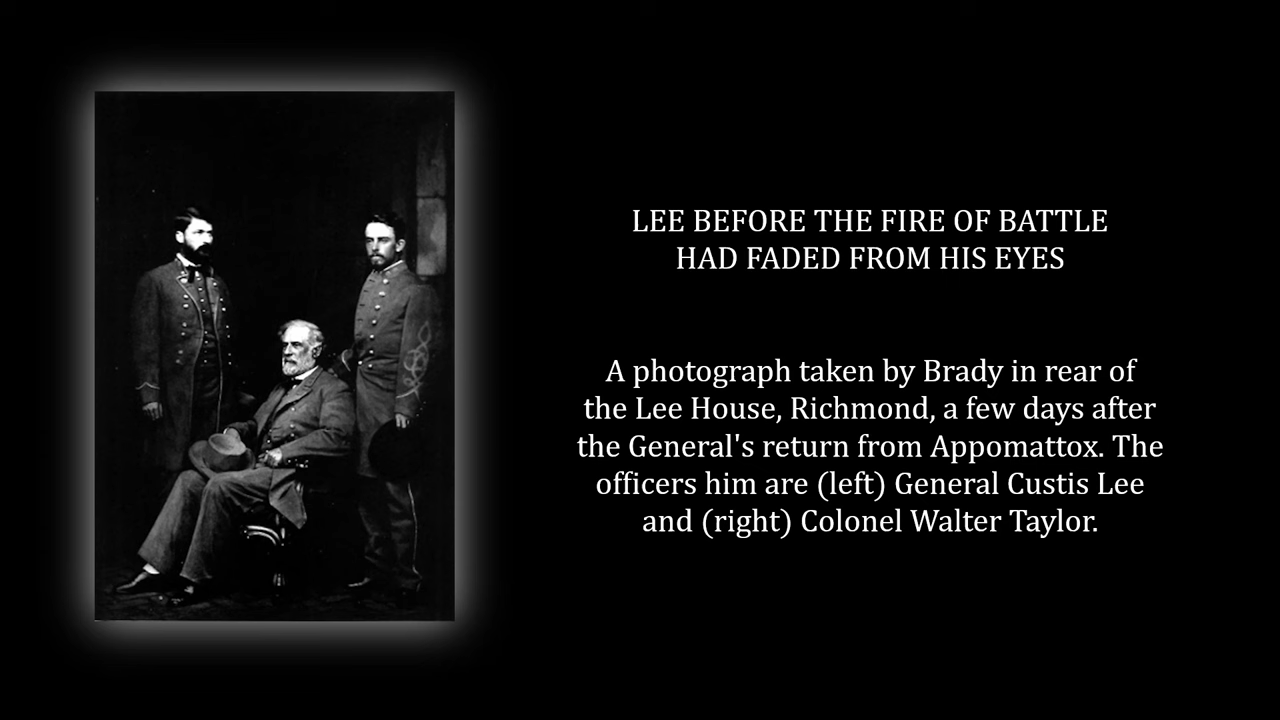 LEE BEFORE THE FIRE OF BATTLE
HAD FADED FROM HIS EYES
A photograph taken by Brady in rear of
the Lee House, Richmond, a few days after
the General's return from Appomattox. The
officers him are (left) General Custis Lee
and (right) Colonel Walter Taylor.